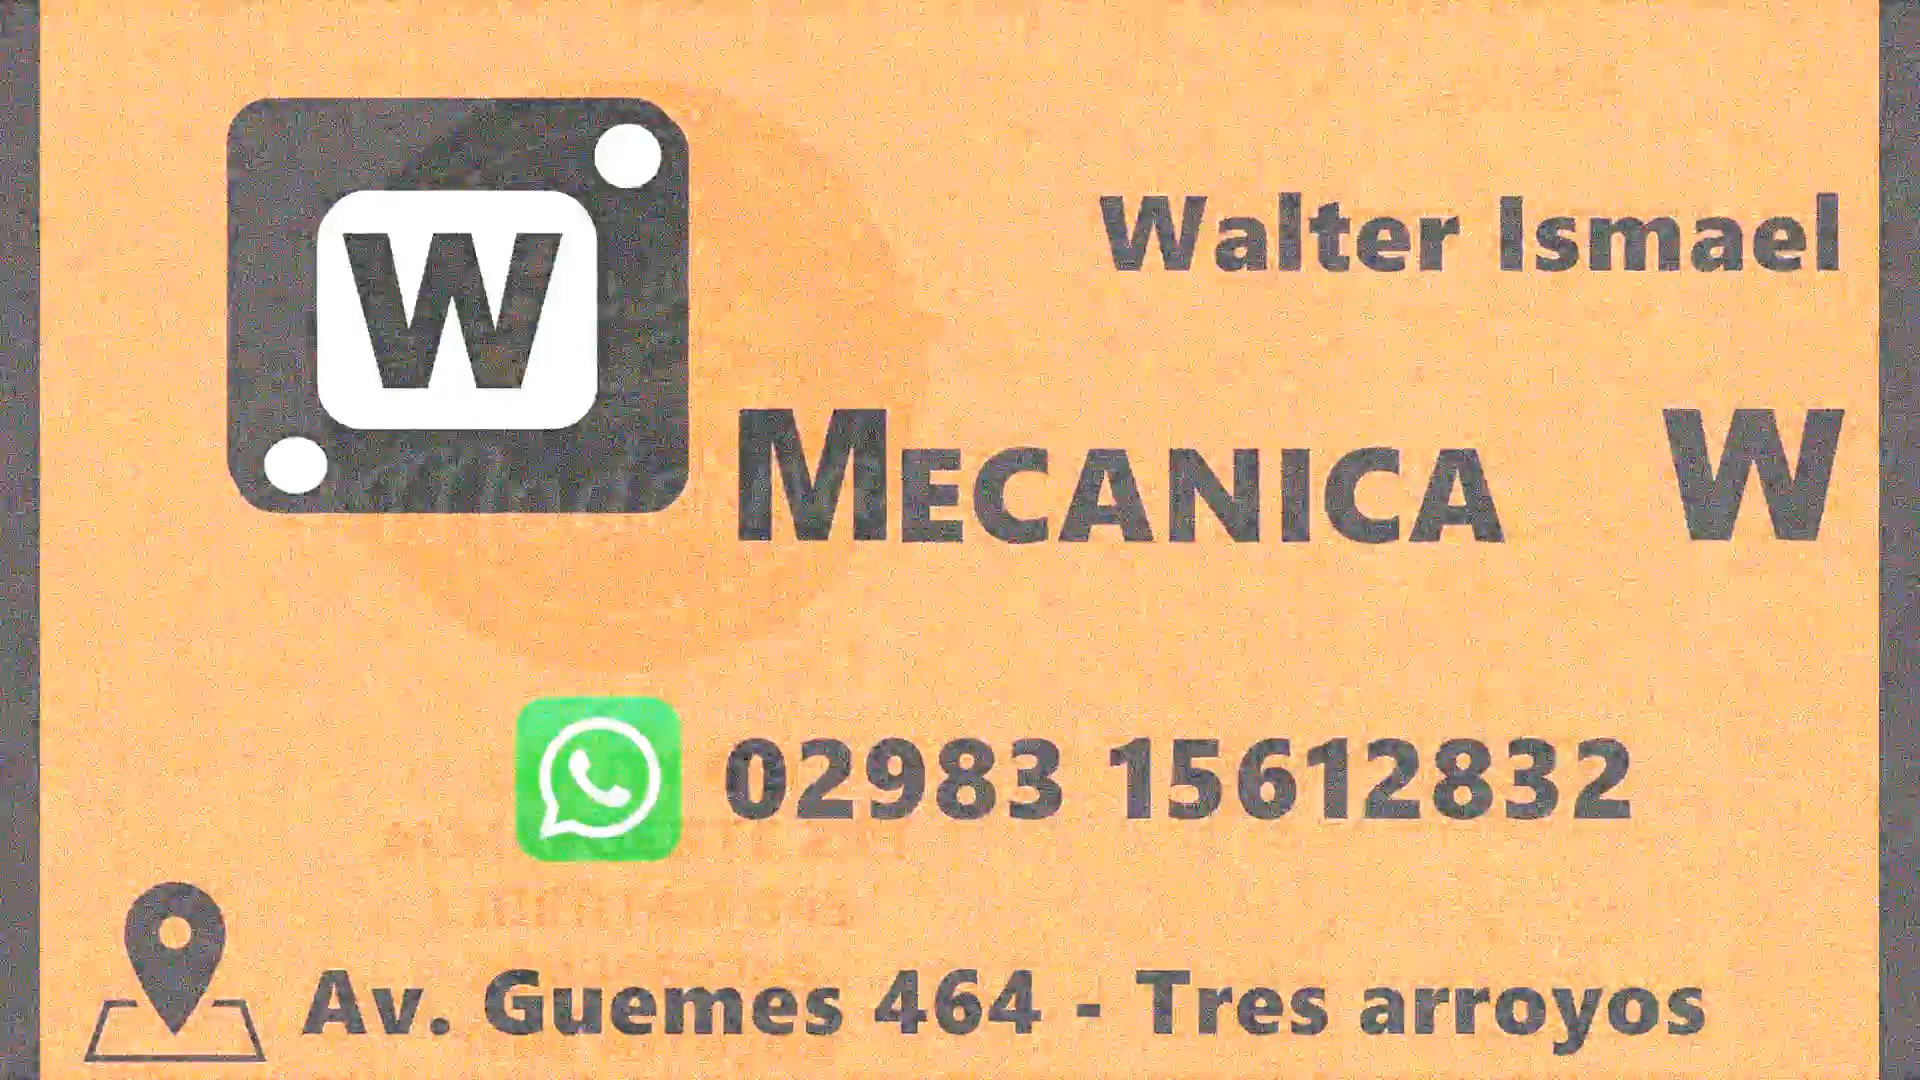 W
Walter Ismael
MECANICA W
02983 15612832
Av. Guemes 464 - Tres arroyos